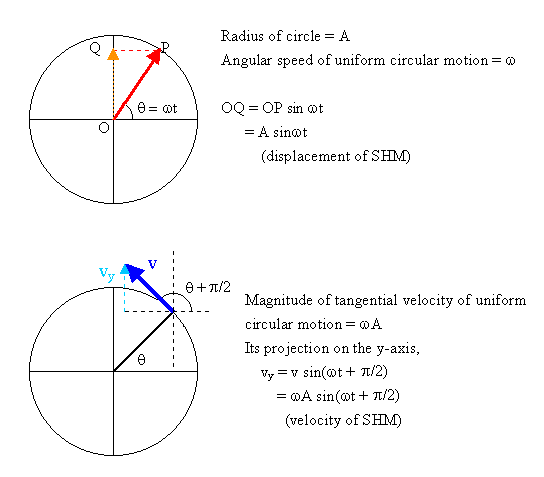 Q
P
θ = ωt
O
Radius of circle = A
Angular speed of uniform circular motion = ω
OQ = OP sin ωt
= A sinωt
(displacement of SHM)
v
vy
θ + π/2
θ
Magnitude of tangential velocity of uniform
circular motion = ωA
Its projection on the y-axis,
vy = v sin(ωt + π/2)
= ωA sin(ωt + π/2)
(velocity of SHM)